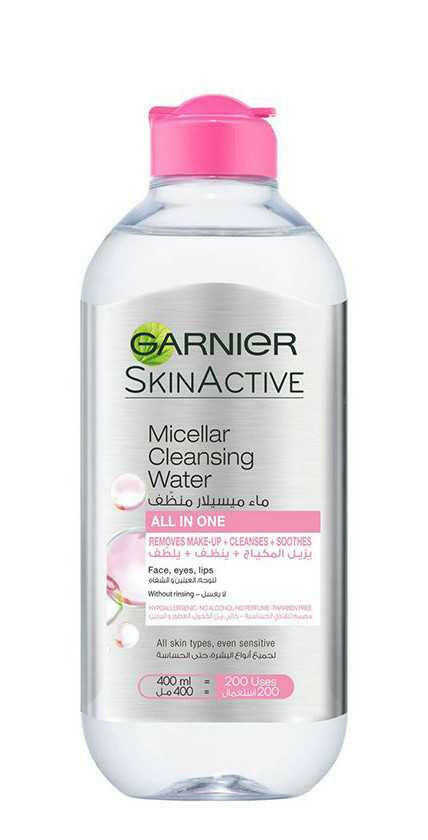 GARNIER
SKINACTIVE
Micellar
Cleansing
Water
ماء ميسيلار منظّف
ALL IN ONE
REMOVES MAKE-UP + CLEANSES + SOOTHES
يزيل المكياج + ينظف + يلطّف
Face, eyes, lips
للوجه، العينين و الشفاه
Without rinsing – لا يغسل
HYPOALLERGENIC - NO ALCOHOL, NO PERFUME - PARABEN FREE
All skin types, even sensitive
لجميع أنواع البشرة، حتى الحساسة
400 ml = 200 Uses
400 مل = 200 استعمال